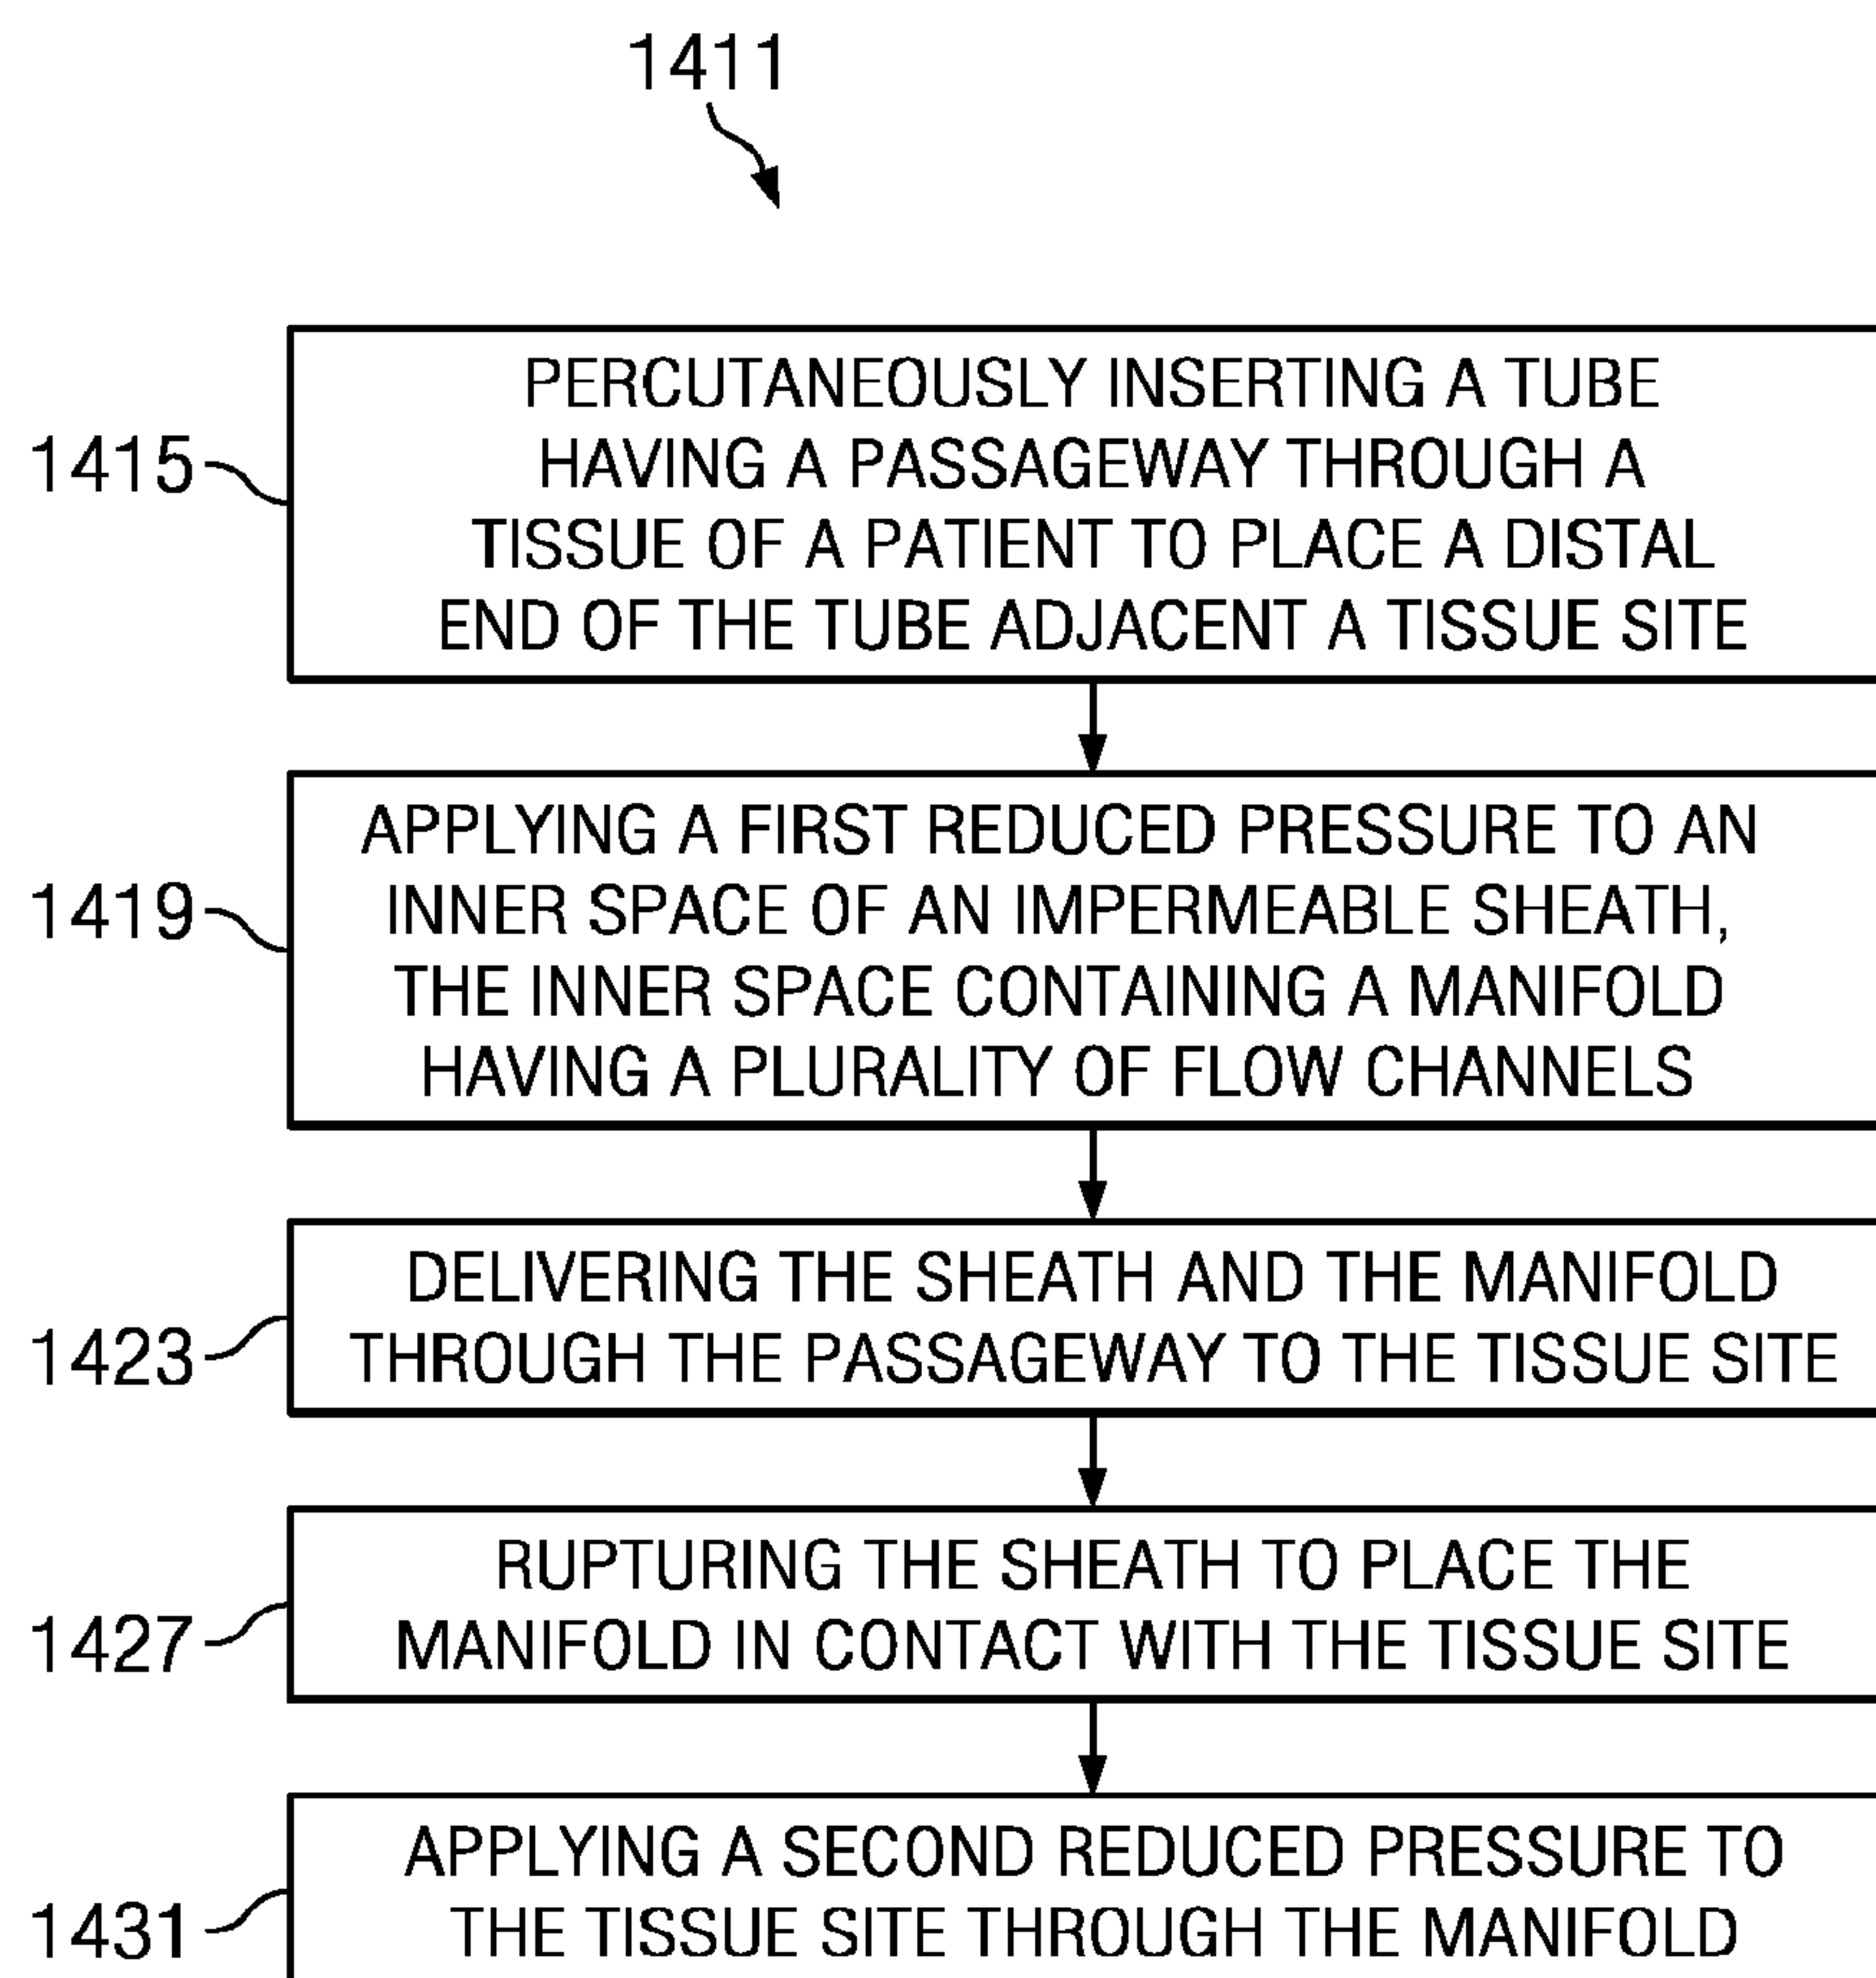 1411
1415
PERCUTANEOUSLY INSERTING A TUBE
HAVING A PASSAGEWAY THROUGH A
TISSUE OF A PATIENT TO PLACE A DISTAL
END OF THE TUBE ADJACENT A TISSUE SITE
1419
APPLYING A FIRST REDUCED PRESSURE TO AN
INNER SPACE OF AN IMPERMEABLE SHEATH,
THE INNER SPACE CONTAINING A MANIFOLD
HAVING A PLURALITY OF FLOW CHANNELS
1423
DELIVERING THE SHEATH AND THE MANIFOLD
THROUGH THE PASSAGEWAY TO THE TISSUE SITE
1427
RUPTURING THE SHEATH TO PLACE THE
MANIFOLD IN CONTACT WITH THE TISSUE SITE
1431
APPLYING A SECOND REDUCED PRESSURE TO
THE TISSUE SITE THROUGH THE MANIFOLD